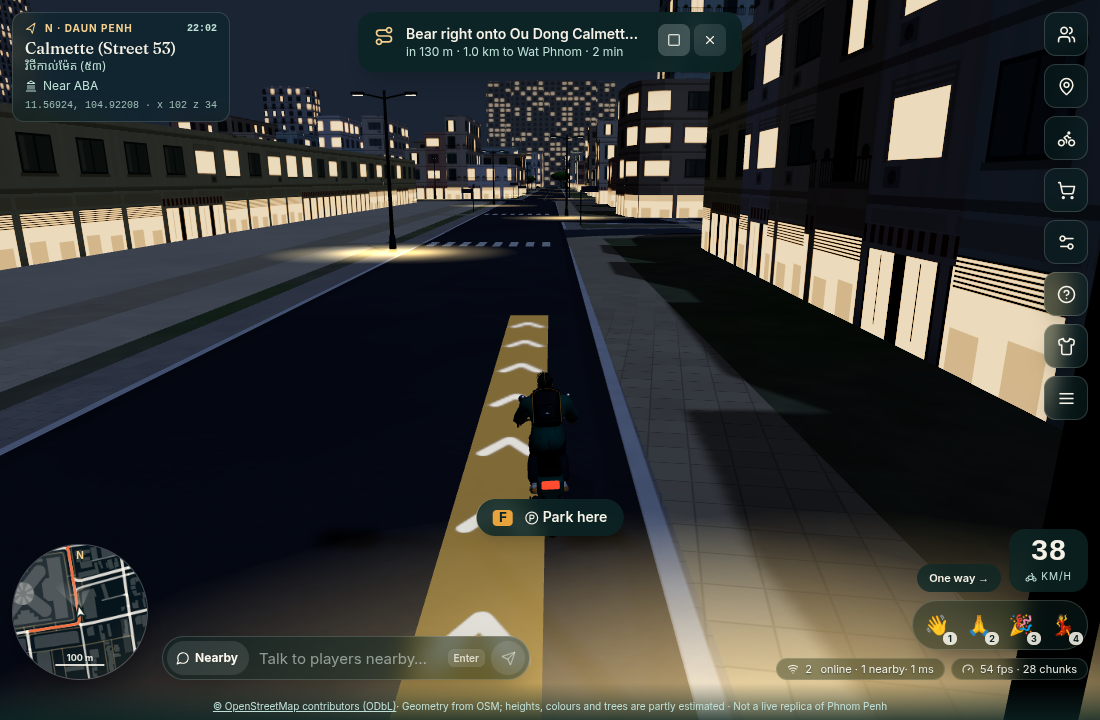 N · DAUN PENH 22:02
Calmette (Street 53)
វិថីកាល់ម៉ែត (៥៣)
Near ABA
11.56924, 104.92208 · x 102 z 34
Bear right onto Ou Dong Calmett…
in 130 m · 1.0 km to Wat Phnom · 2 min
F Park here
38
KM/H
One way →
N
100 m
Nearby Talk to players nearby… Enter
👋 1 🙏 2 🎉 3 💃 4
2 online · 1 nearby · 1 ms
54 fps · 28 chunks
© OpenStreetMap contributors (ODbL) · Geometry from OSM; heights, colours and trees are partly estimated · Not a live replica of Phnom Penh